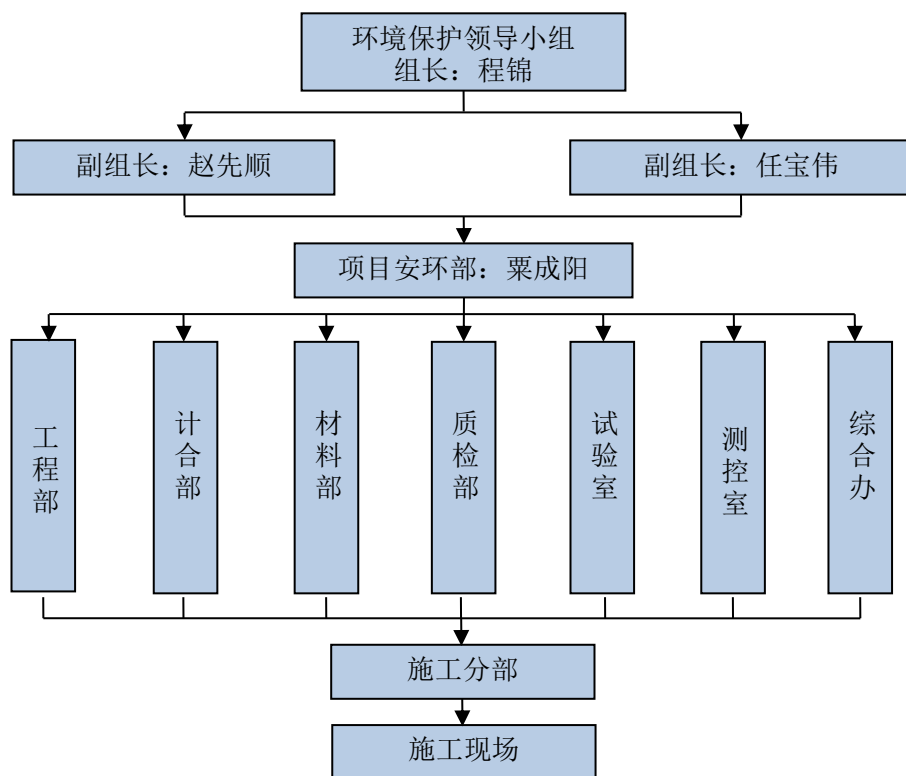 环境保护领导小组
组长：程锦
副组长：赵先顺
副组长：任宝伟
项目安环部：粟成阳
工程部
计合部
材料部
质检部
试验室
测控室
综合办
施工分部
施工现场